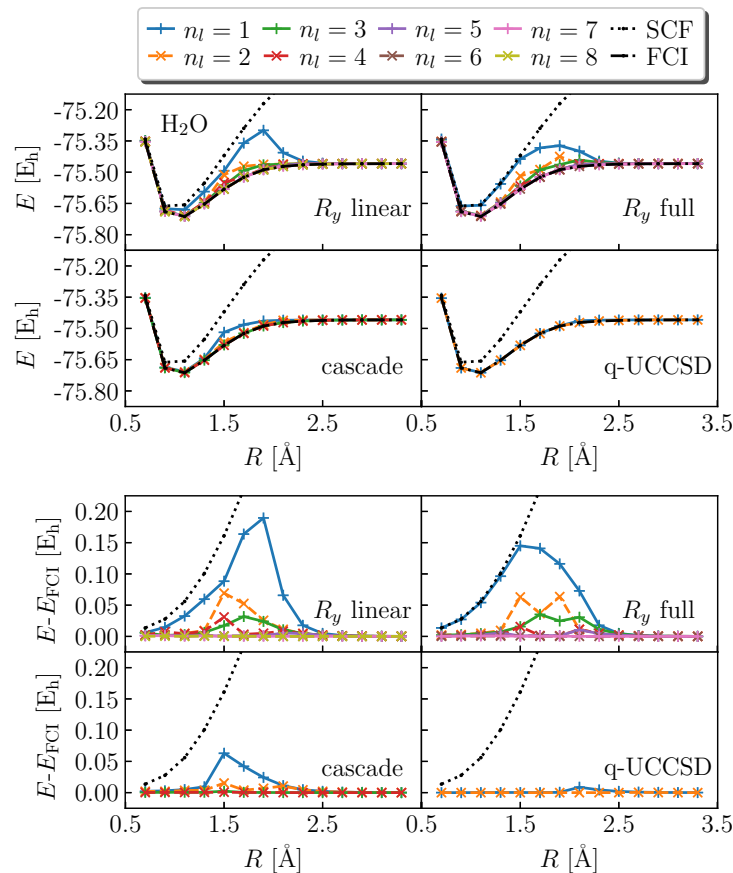 n_l = 1 n_l = 3 n_l = 5 n_l = 7 SCF
n_l = 2 n_l = 4 n_l = 6 n_l = 8 FCI
-75.20
-75.35
-75.50
-75.65
-75.80
E [E_h]
H₂O
R_y linear
R_y full
-75.20
-75.35
-75.50
-75.65
-75.80
E [E_h]
cascade
q-UCCSD
0.5 1.5 2.5 0.5 1.5 2.5 3.5
R [Å] R [Å]
0.20
0.15
0.10
0.05
0.00
E-E_FCI [E_h]
R_y linear
R_y full
0.20
0.15
0.10
0.05
0.00
E-E_FCI [E_h]
cascade
q-UCCSD
0.5 1.5 2.5 0.5 1.5 2.5 3.5
R [Å] R [Å]